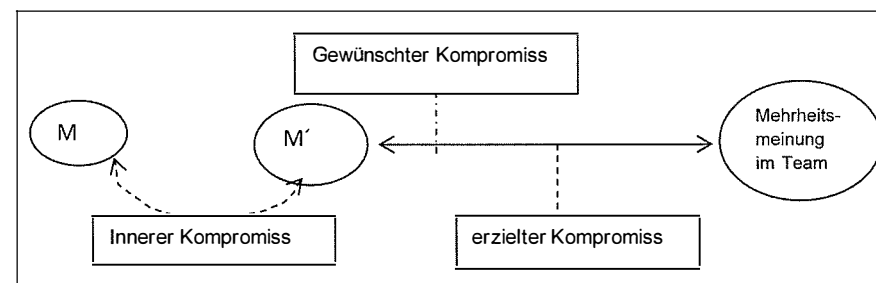 Gewünschter Kompromiss
M
M´
Mehrheits-
meinung
im Team
Innerer Kompromiss
erzielter Kompromiss